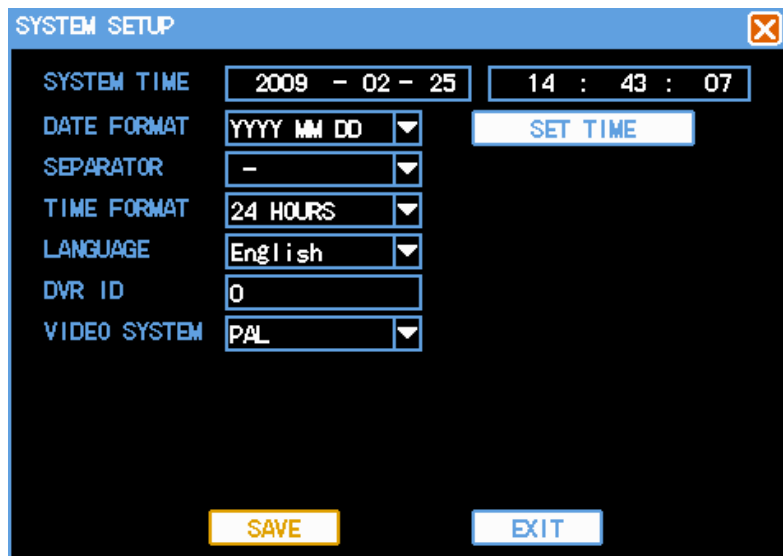 SYSTEM SETUP
SYSTEM TIME 2009 - 02 - 25 14 : 43 : 07
DATE FORMAT YYYY MM DD SET TIME
SEPARATOR -
TIME FORMAT 24 HOURS
LANGUAGE English
DVR ID 0
VIDEO SYSTEM PAL
SAVE EXIT